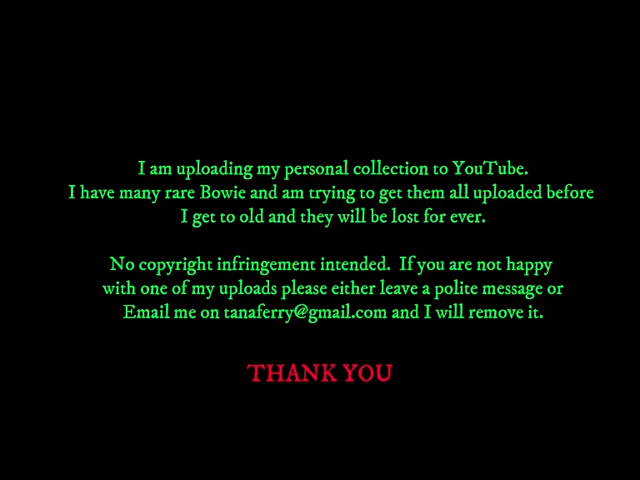 I am uploading my personal collection to YouTube.
I have many rare Bowie and am trying to get them all uploaded before
I get to old and they will be lost for ever.
No copyright infringement intended.  If you are not happy
with one of my uploads please either leave a polite message or
Email me on tanaferry@gmail.com and I will remove it.
THANK YOU